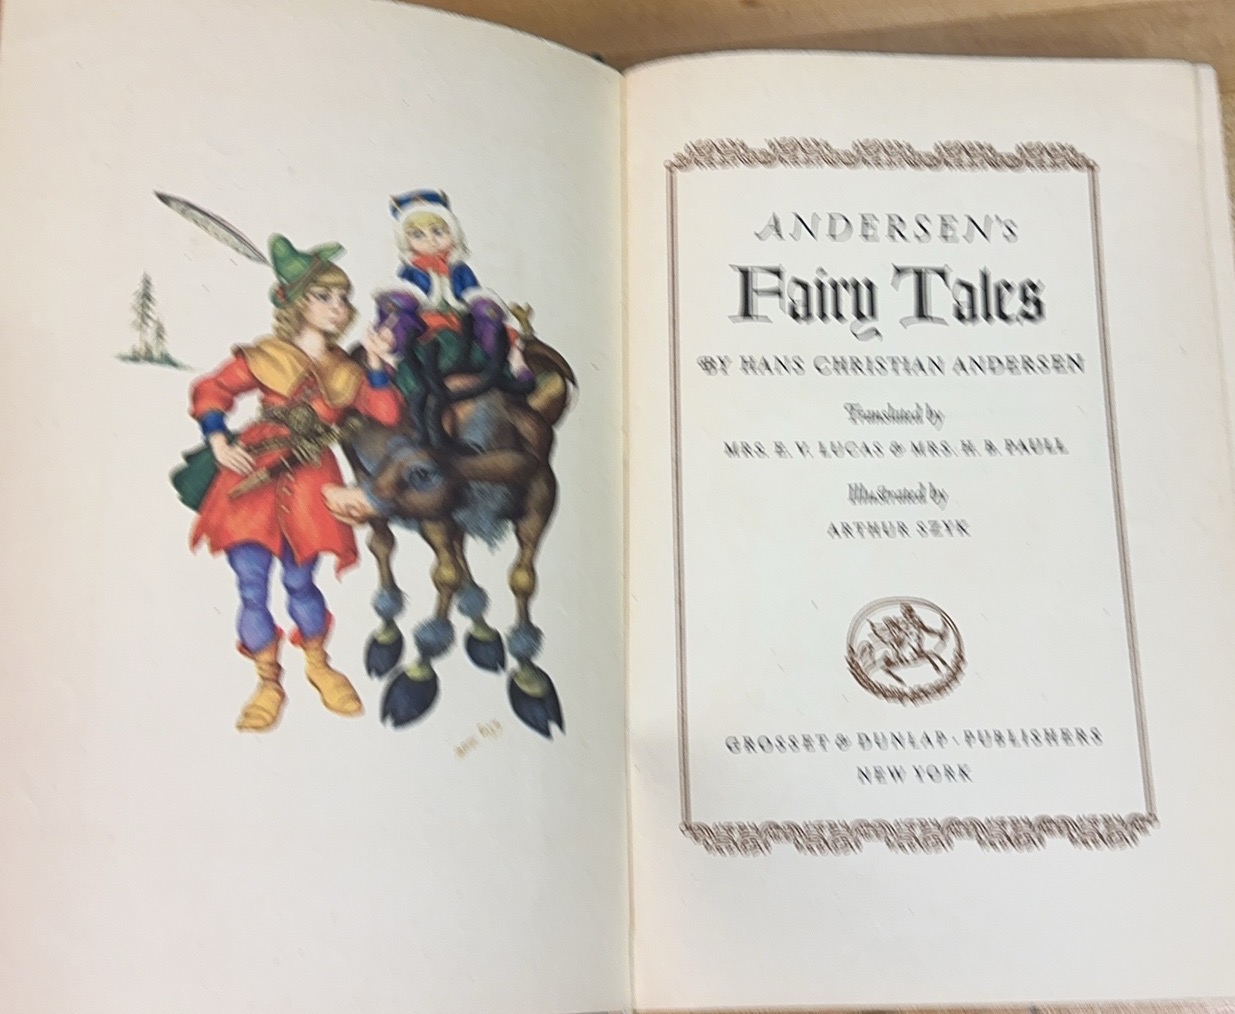 ANDERSEN'S
Fairy Tales
BY HANS CHRISTIAN ANDERSEN
Translated by
MRS. E. V. LUCAS & MRS. H. B. PAULL
Illustrated by
ARTHUR SZYK
GROSSET & DUNLAP · PUBLISHERS
NEW YORK